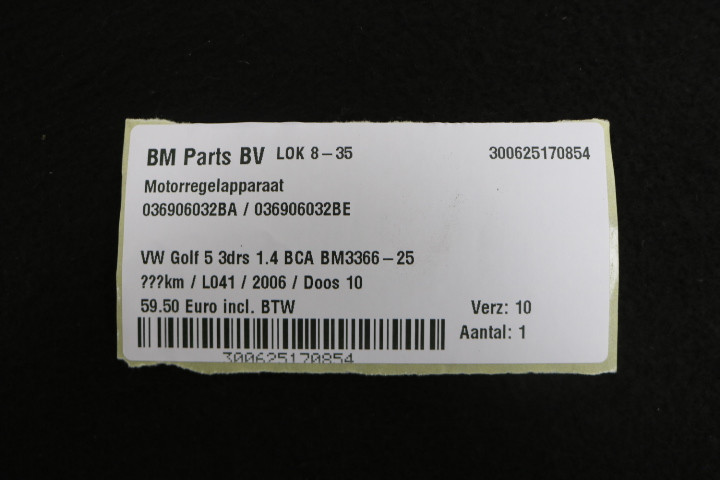 BM Parts BV LOK 8-35 300625170854
Motorregelapparaat
036906032BA / 036906032BE
VW Golf 5 3drs 1.4 BCA BM3366-25
???km / L041 / 2006 / Doos 10
59.50 Euro incl. BTW Verz: 10
Aantal: 1
300625170854